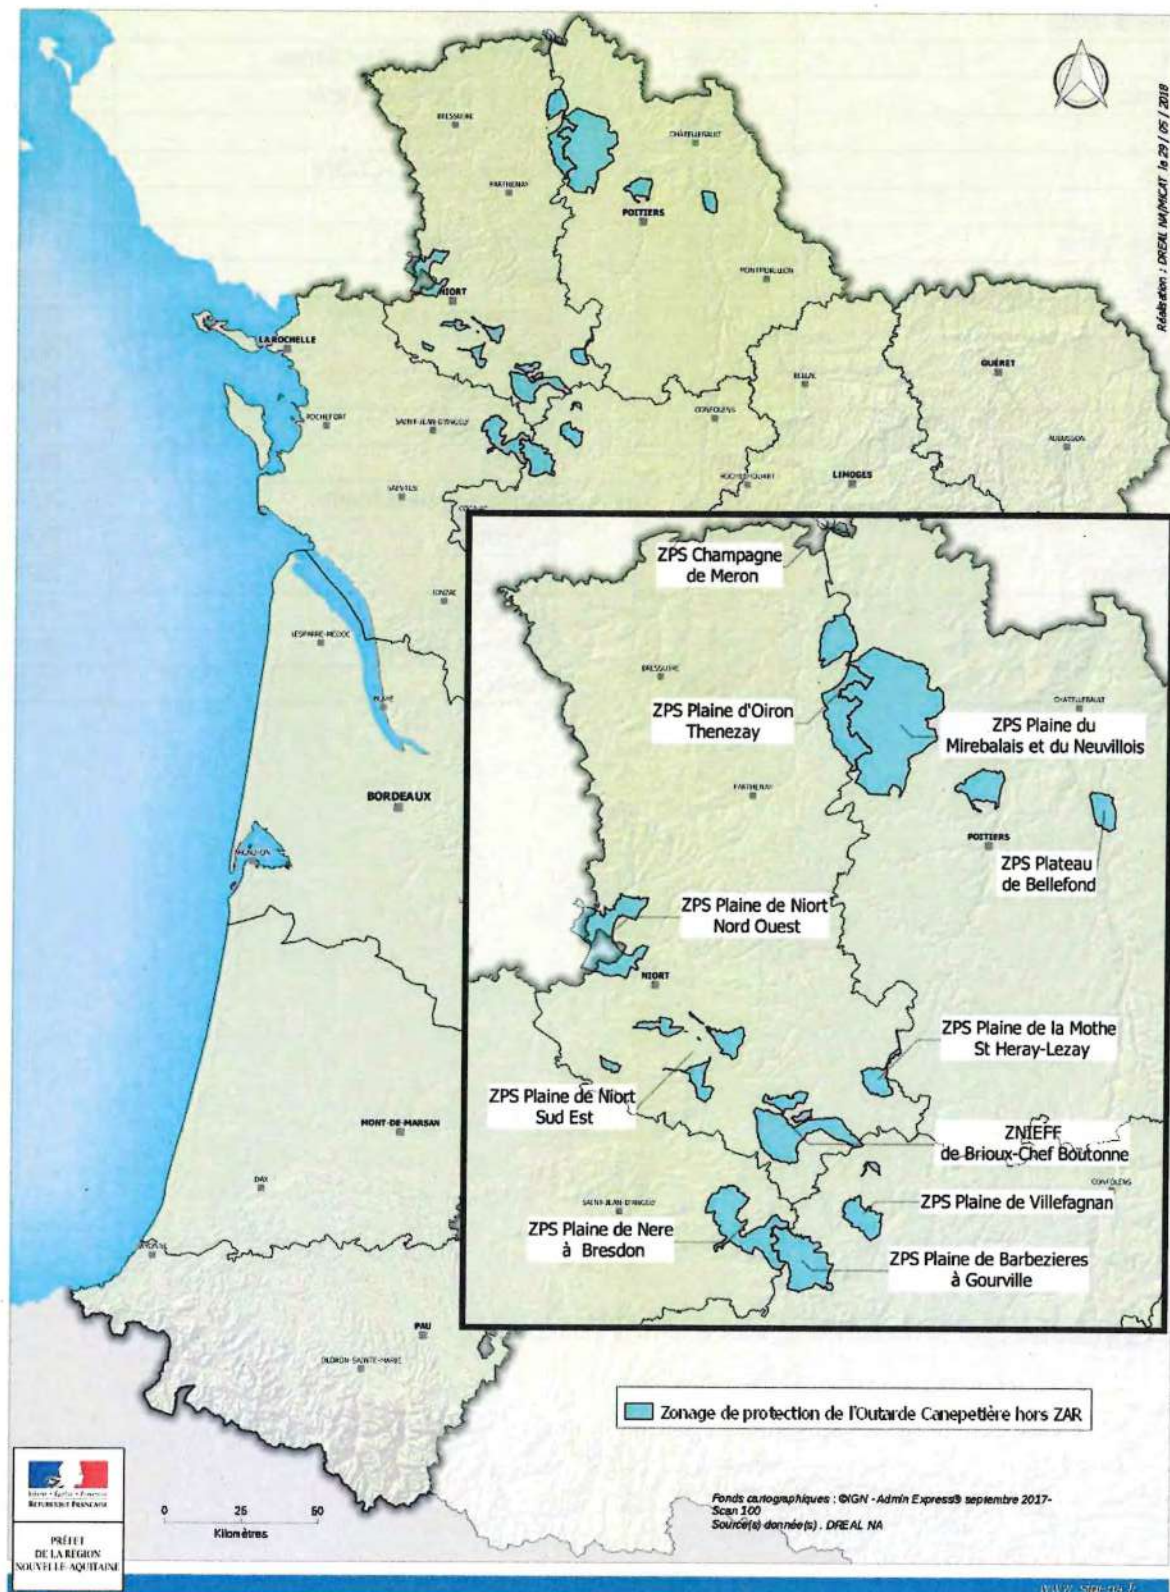 Réalisation : DREAL NA/MICAT le 29 / 05 / 2018
BRESSUIRE
CHÂTELLERAULT
PARTHENAY
POITIERS
MONTMORILLON
NIORT
LA ROCHELLE
GUÉRET
BELLAC
ROCHEFORT
SAINT-JEAN-D'ANGELY
CONFOLENS
AUBUSSON
SAINTES
ROCHECHOUART
LIMOGES
JONZAC
LESPARRE-MEDOC
BLAYE
BORDEAUX
ARCACHON
MONT-DE-MARSAN
DAX
BAYONNE
PAU
OLORON-SAINTE-MARIE
ZPS Champagne
de Meron
BRESSUIRE
CHATELLERAULT
ZPS Plaine d'Oiron
Thenezay
ZPS Plaine du
Mirebalais et du Neuvillois
PARTHENAY
POITIERS
ZPS Plateau
de Bellefond
ZPS Plaine de Niort
Nord Ouest
NIORT
ZPS Plaine de la Mothe
St Heray-Lezay
ZPS Plaine de Niort
Sud Est
ZNIEFF
de Brioux-Chef Boutonne
CONFOLENS
SAINT-JEAN-D'ANGELY
ZPS Plaine de Villefagnan
ZPS Plaine de Nere
à Bresdon
ZPS Plaine de Barbezieres
à Gourville
Zonage de protection de l'Outarde Canepetière hors ZAR
Liberté • Égalité • Fraternité
RÉPUBLIQUE FRANÇAISE
PRÉFET
DE LA RÉGION
NOUVELLE-AQUITAINE
0 25 50
Kilomètres
Fonds cartographiques : ©IGN - Admin Express® septembre 2017-
Scan 100
Source(s) donnée(s) . DREAL NA